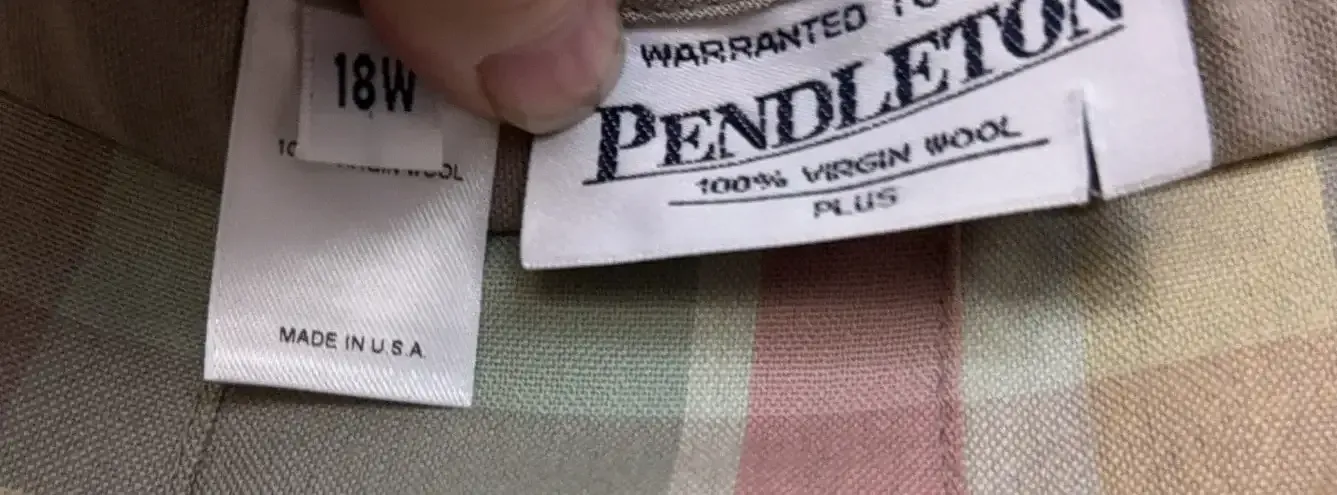 18W
MADE IN U.S.A.
WARRANTED TO
PENDLETON
100% VIRGIN WOOL
PLUS